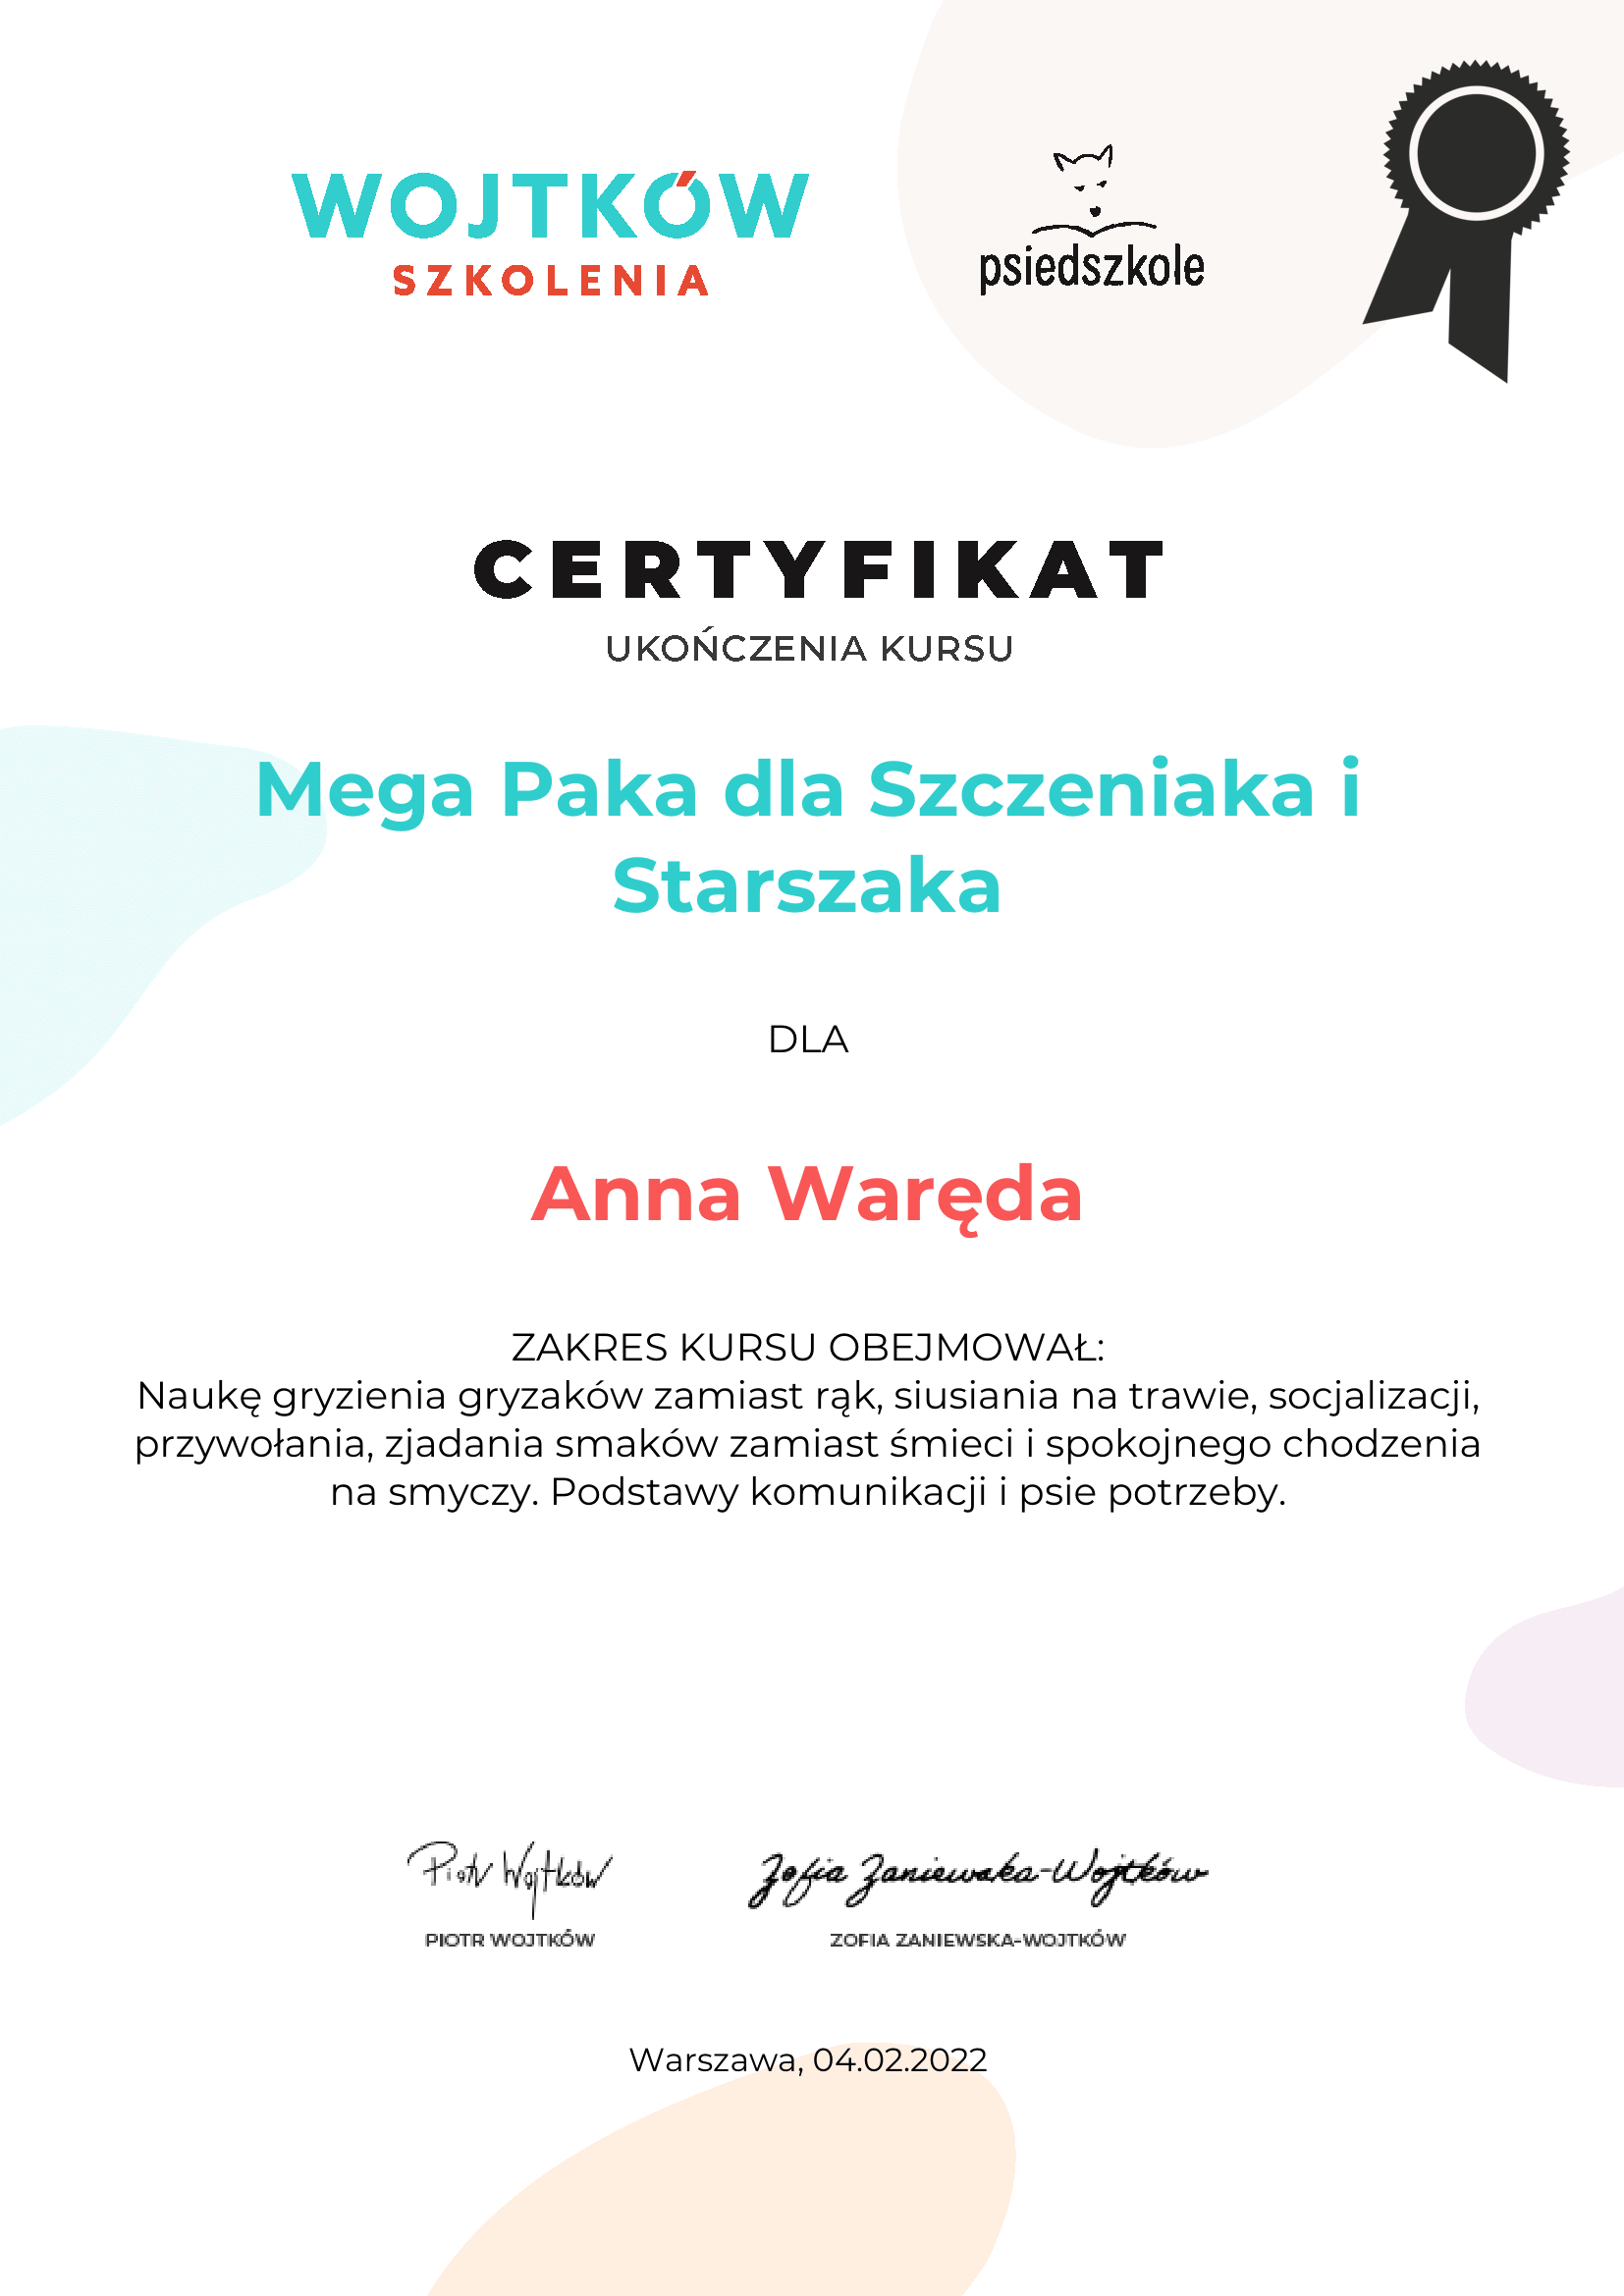 WOJTKÓW
SZKOLENIA
psiedszkole
CERTYFIKAT
UKOŃCZENIA KURSU
Mega Paka dla Szczeniaka i
Starszaka
DLA
Anna Waręda
ZAKRES KURSU OBEJMOWAŁ:
Naukę gryzienia gryzaków zamiast rąk, siusiania na trawie, socjalizacji,
przywołania, zjadania smaków zamiast śmieci i spokojnego chodzenia
na smyczy. Podstawy komunikacji i psie potrzeby.
Piotr Wojtków
Zofia Zaniewska-Wojtków
PIOTR WOJTKÓW
ZOFIA ZANIEWSKA-WOJTKÓW
Warszawa, 04.02.2022